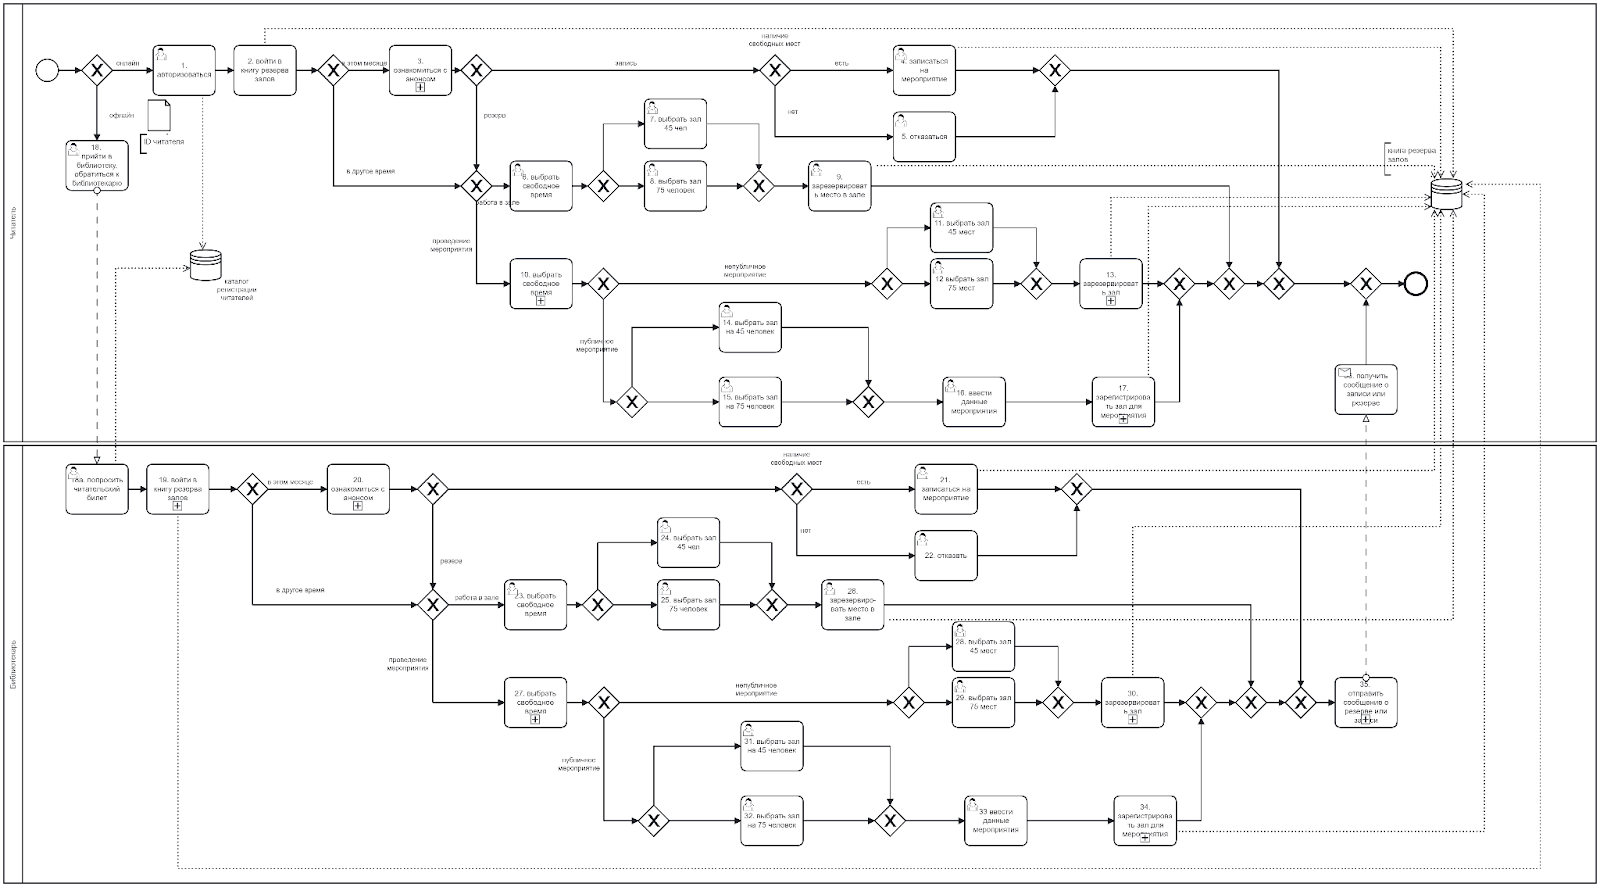 Читатель
онлайн
офлайн
1.
авторизоваться
2. войти в
книгу резерва
залов
в этом месяце
3.
ознакомиться с
анонсом
запись
резерв
наличие
свободных мест
есть
нет
4. записаться
на
мероприятие
5. отказаться
18.
прийти в
библиотеку,
обратиться к
библиотекарю
ID читателя
каталог
регистрации
читателей
в другое время
работа в зале
проведение
мероприятия
6. выбрать
свободное
время
7. выбрать зал
45 чел
8. выбрать зал
75 человек
9.
зарезервироват
ь место в зале
книга резерва
залов
10. выбрать
свободное
время
непубличное
мероприятие
публичное
мероприятие
11. выбрать зал
45 мест
12 выбрать зал
75 мест
13.
зарезервироват
ь зал
14. выбрать зал
на 45 человек
15. выбрать зал
на 75 человек
16. ввести
данные
мероприятия
17.
зарегистрирова
ть зал для
мероприятия
получить
сообщение о
записи или
резерве
Библиотекарь
попросить
читательский
билет
19. войти в
книгу резерва
залов
в этом месяце
20.
ознакомиться с
анонсом
резерв
наличие
свободных мест
есть
нет
21.
записаться на
мероприятие
22. отказать
в другое время
работа в зале
проведение
мероприятия
23. выбрать
свободное
время
24. выбрать зал
45 чел
25. выбрать зал
75 человек
26.
зарезервиро-
вать место в
зале
27. выбрать
свободное
время
непубличное
мероприятие
публичное
мероприятие
28. выбрать зал
45 мест
29. выбрать зал
75 мест
30.
зарезервироват
ь зал
31. выбрать зал
на 45 человек
32. выбрать зал
на 75 человек
33 ввести
данные
мероприятия
34.
зарегистрирова
ть зал для
мероприятия
35.
отправить
сообщение о
резерве или
записи